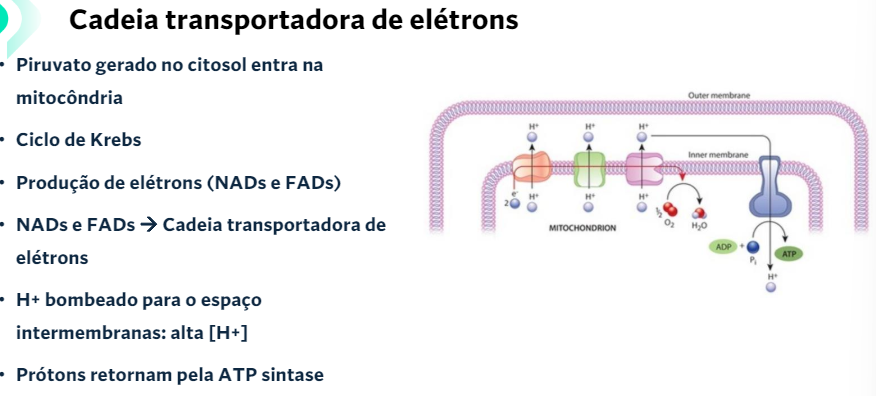 Cadeia transportadora de elétrons
• Piruvato gerado no citosol entra na
mitocôndria
• Ciclo de Krebs
• Produção de elétrons (NADs e FADs)
• NADs e FADs → Cadeia transportadora de
elétrons
• H+ bombeado para o espaço
intermembranas: alta [H+]
• Prótons retornam pela ATP sintase
Outer membrane
H+ H+ H+
Inner membrane
e-
2
H+ H+ H+
½
O2 H2O
MITOCHONDRION
ADP + Pi ATP
H+